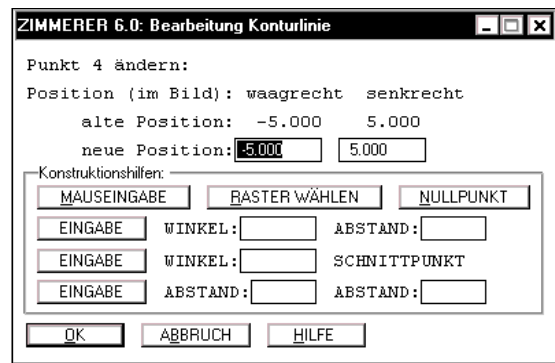 ZIMMERER 6.0: Bearbeitung Konturlinie
Punkt 4 ändern:
Position (im Bild): waagrecht senkrecht
alte Position: -5.000 5.000
neue Position: -5.000 5.000
Konstruktionshilfen:
MAUSEINGABE RASTER WÄHLEN NULLPUNKT
EINGABE WINKEL: ABSTAND:
EINGABE WINKEL: SCHNITTPUNKT
EINGABE ABSTAND: ABSTAND:
OK ABBRUCH HILFE